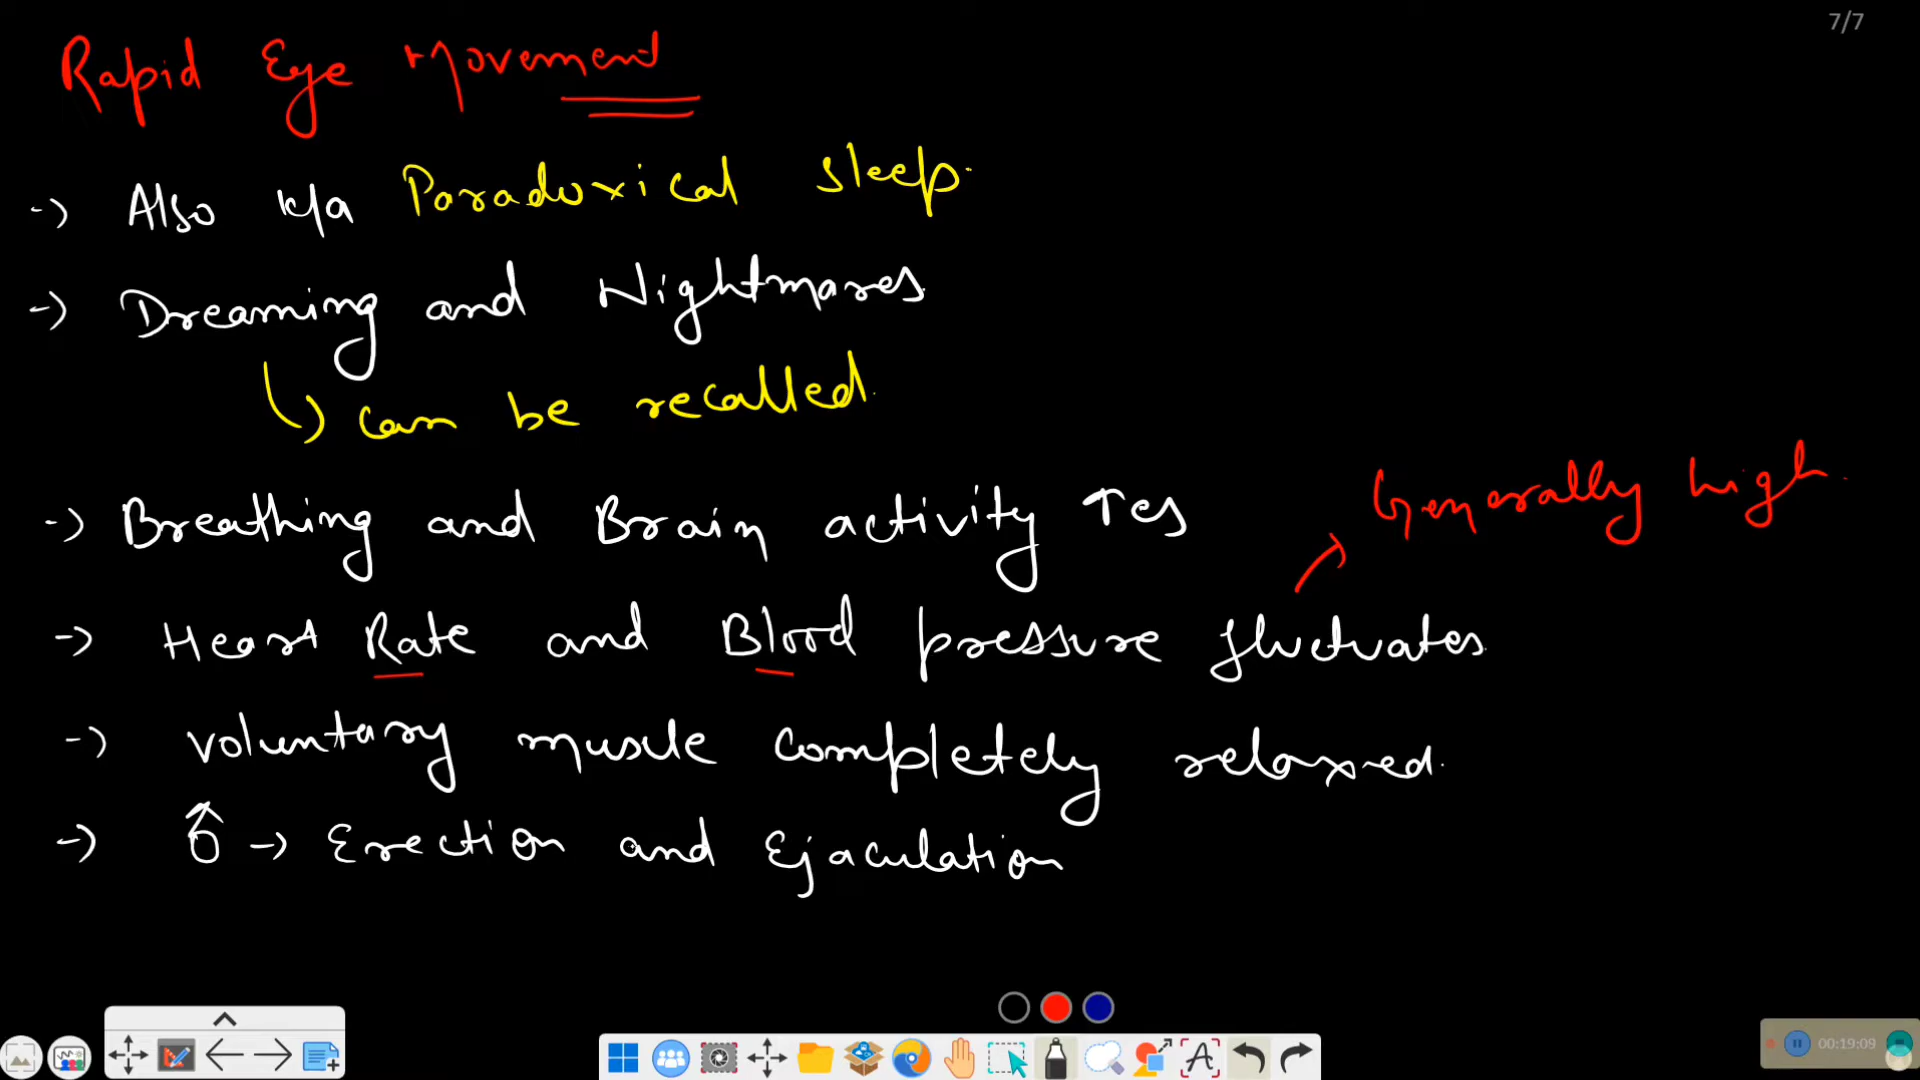 7/7
Rapid Eye Movement
-> Also k/a Paradoxical sleep.
-> Dreaming and Nightmares
↳ can be recalled.
-> Breathing and Brain activity ↑es
Generally high.
-> Heart Rate and Blood pressure fluctuates.
-> voluntary muscle completely relaxed.
-> ♂ -> Erection and Ejaculation
00:19:09